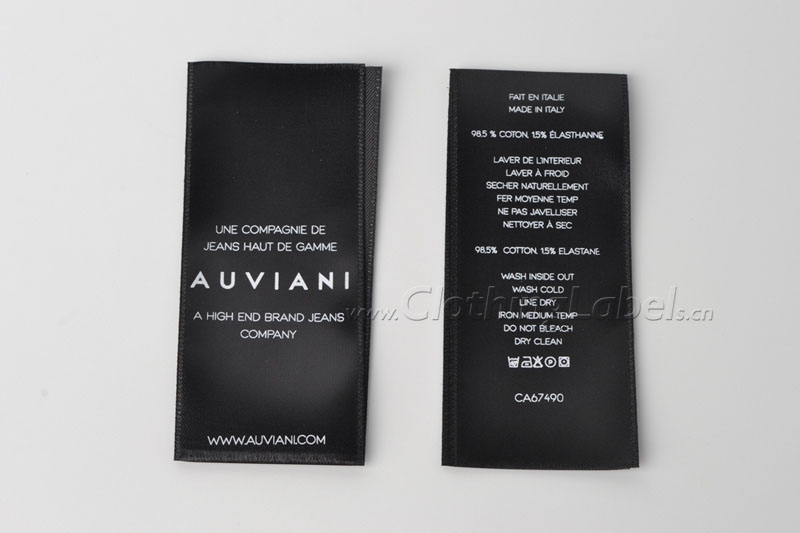 UNE COMPAGNIE DE
JEANS HAUT DE GAMME
AUVIANI
A HIGH END BRAND JEANS
COMPANY
WWW.AUVIANI.COM
FAIT EN ITALIE
MADE IN ITALY
98.5 % COTON, 1.5% ÉLASTHANNE
LAVER DE L'INTERIEUR
LAVER À FROID
SECHER NATURELLEMENT
FER MOYENNE TEMP
NE PAS JAVELLISER
NETTOYER À SEC
98.5% COTTON, 1.5% ELASTANE
WASH INSIDE OUT
WASH COLD
LINE DRY
IRON MEDIUM TEMP
DO NOT BLEACH
DRY CLEAN
CA67490
www.ClothingLabels.cn